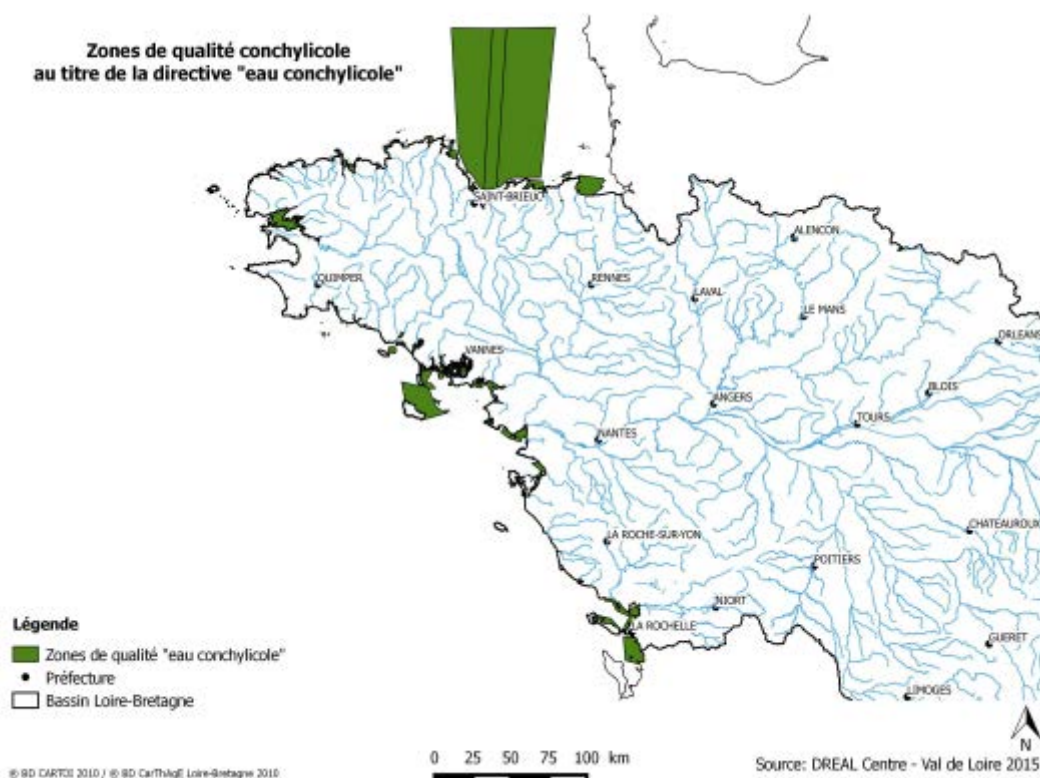 Zones de qualité conchylicole
au titre de la directive "eau conchylicole"
SAINT-BRIEUC
ALENCON
QUIMPER
RENNES
LAVAL
LE MANS
ORLEANS
VANNES
BLOIS
ANGERS
TOURS
NANTES
CHATEAUROUX
LA ROCHE-SUR-YON
POITIERS
NIORT
LA ROCHELLE
GUERET
LIMOGES
Légende
Zones de qualité "eau conchylicole"
Préfecture
Bassin Loire-Bretagne
N
0 25 50 75 100 km
Source: DREAL Centre - Val de Loire 2015
© BD CARTO 2010 / © BD CarThAgE Loire-Bretagne 2010